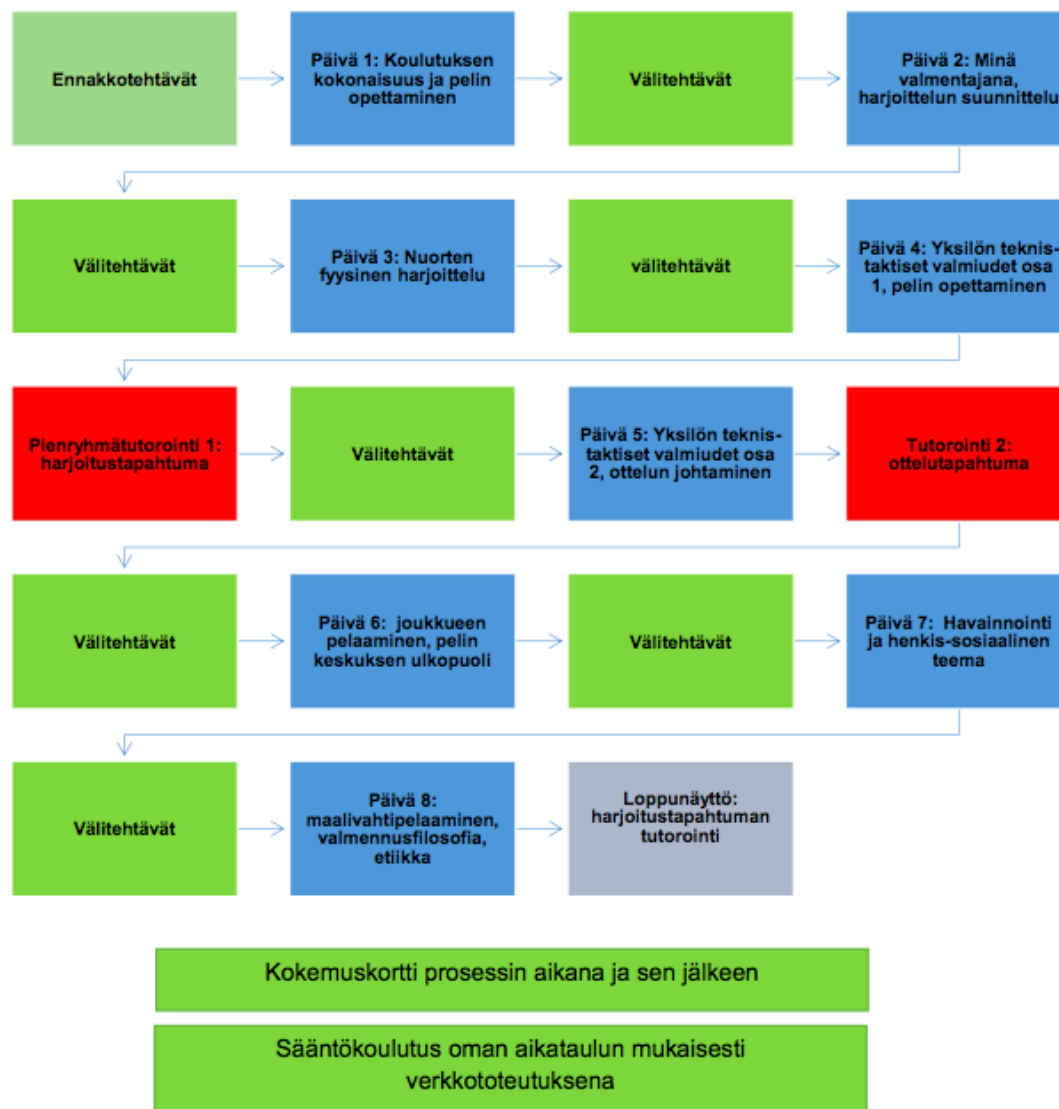 Ennakkotehtävät
Päivä 1: Koulutuksen
kokonaisuus ja pelin
opettaminen
Välitehtävät
Päivä 2: Minä
valmentajana,
harjoittelun suunnittelu
Välitehtävät
Päivä 3: Nuorten
fyysinen harjoittelu
välitehtävät
Päivä 4: Yksilön teknis-
taktiset valmiudet osa
1, pelin opettaminen
Pienryhmätutorointi 1:
harjoitustapahtuma
Välitehtävät
Päivä 5: Yksilön teknis-
taktiset valmiudet osa
2, ottelun johtaminen
Tutorointi 2:
ottelutapahtuma
Välitehtävät
Päivä 6: joukkueen
pelaaminen, pelin
keskuksen ulkopuoli
Välitehtävät
Päivä 7: Havainnointi
ja henkis-sosiaalinen
teema
Välitehtävät
Päivä 8:
maalivahtipelaaminen,
valmennusfilosofia,
etiikka
Loppunäyttö:
harjoitustapahtuman
tutorointi
Kokemuskortti prosessin aikana ja sen jälkeen
Sääntökoulutus oman aikataulun mukaisesti
verkkototeutuksena